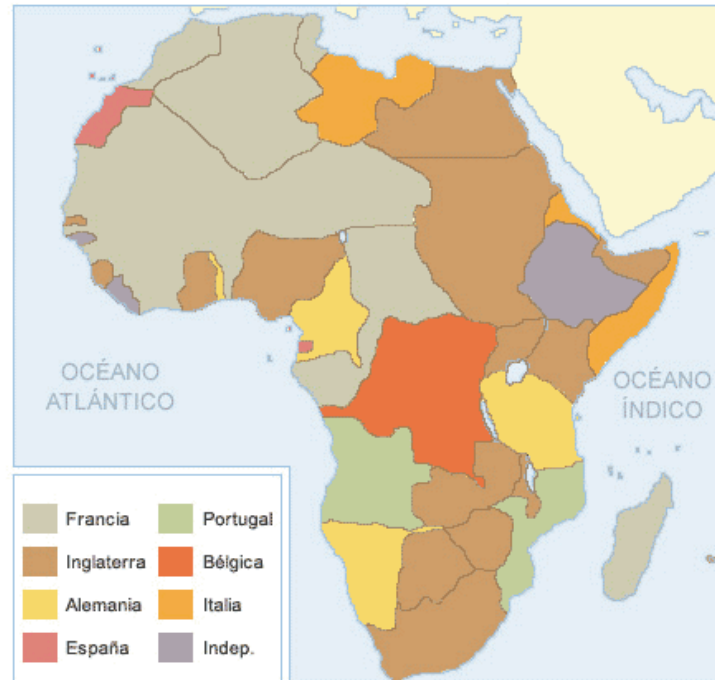 OCÉANO
ATLÁNTICO
OCÉANO
ÍNDICO
Francia
Portugal
Inglaterra
Bélgica
Alemania
Italia
España
Indep.